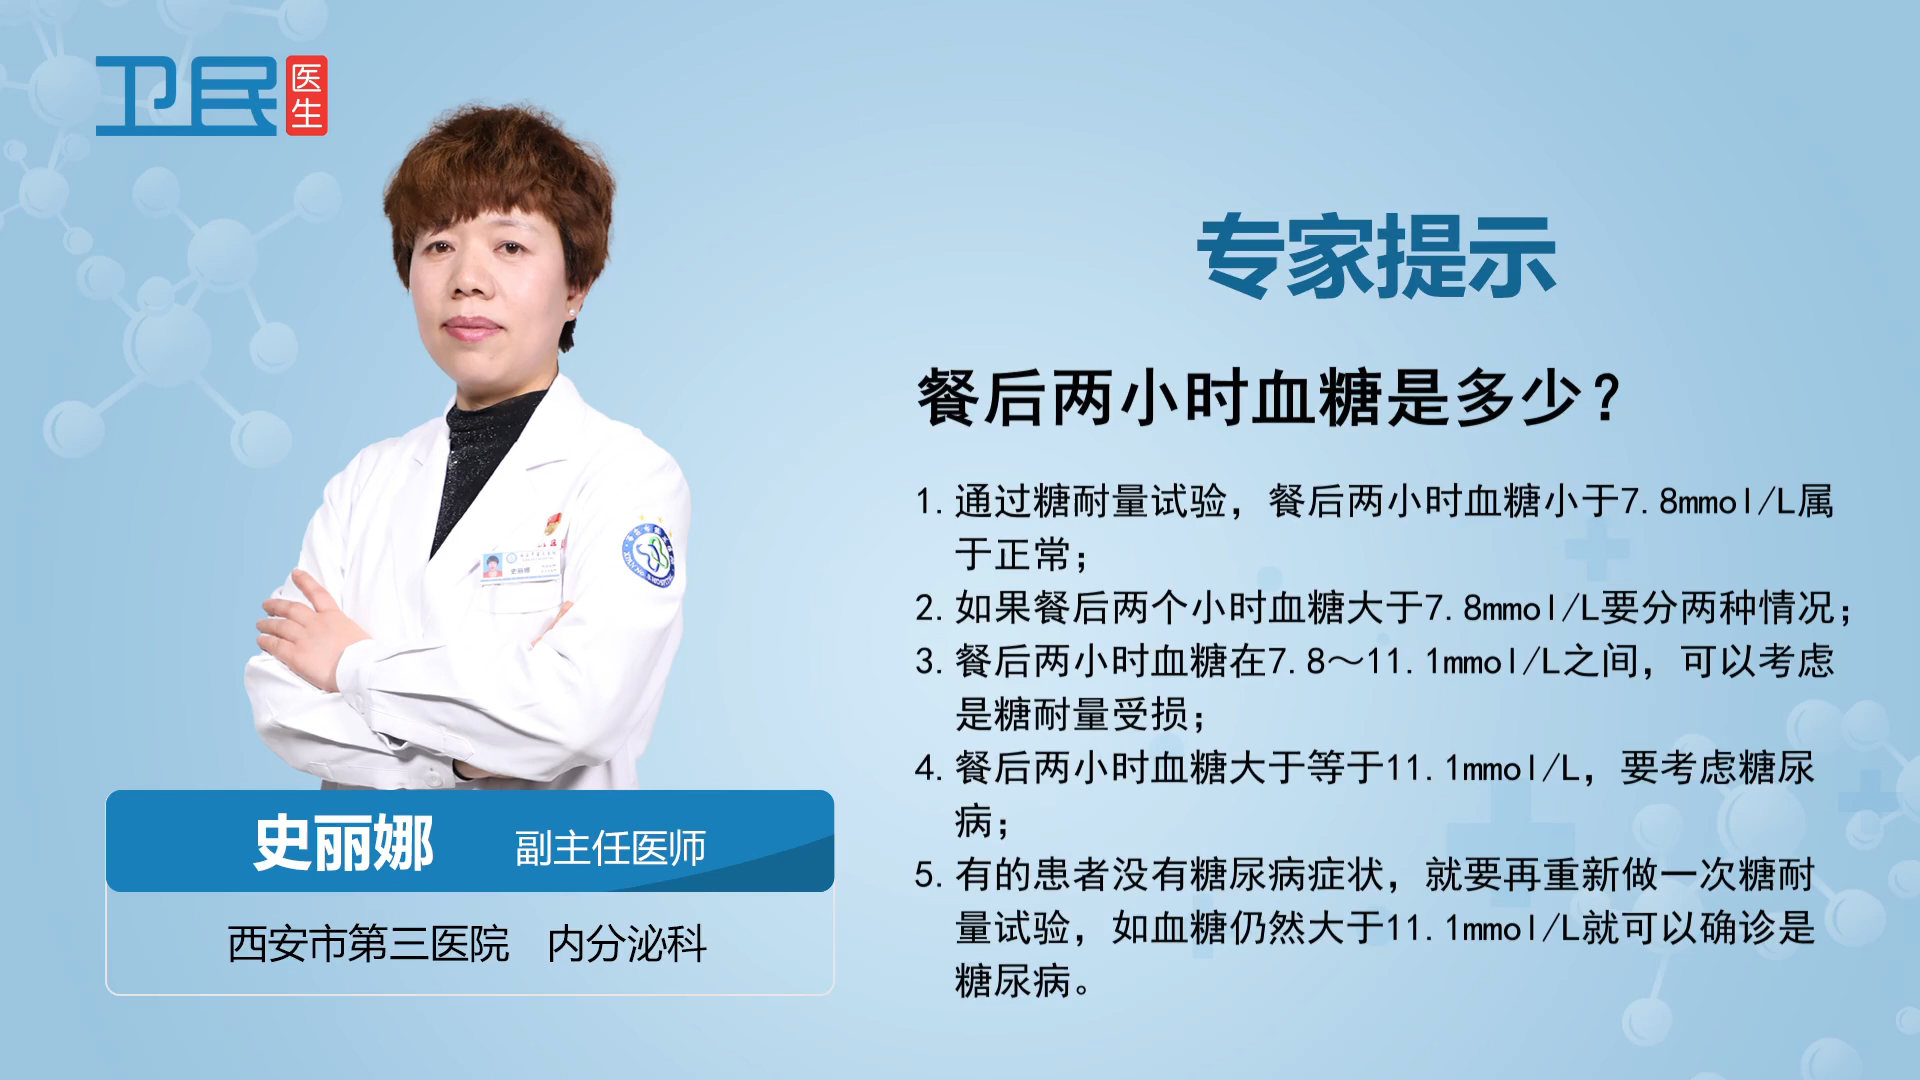 卫民医生
专家提示
餐后两小时血糖是多少？
1.通过糖耐量试验，餐后两小时血糖小于7.8mmol/L属
于正常；
2.如果餐后两个小时血糖大于7.8mmol/L要分两种情况；
3.餐后两小时血糖在7.8～11.1mmol/L之间，可以考虑
是糖耐量受损；
4.餐后两小时血糖大于等于11.1mmol/L，要考虑糖尿
病；
5.有的患者没有糖尿病症状，就要再重新做一次糖耐
量试验，如血糖仍然大于11.1mmol/L就可以确诊是
糖尿病。
史丽娜
史丽娜 副主任医师
西安市第三医院 内分泌科